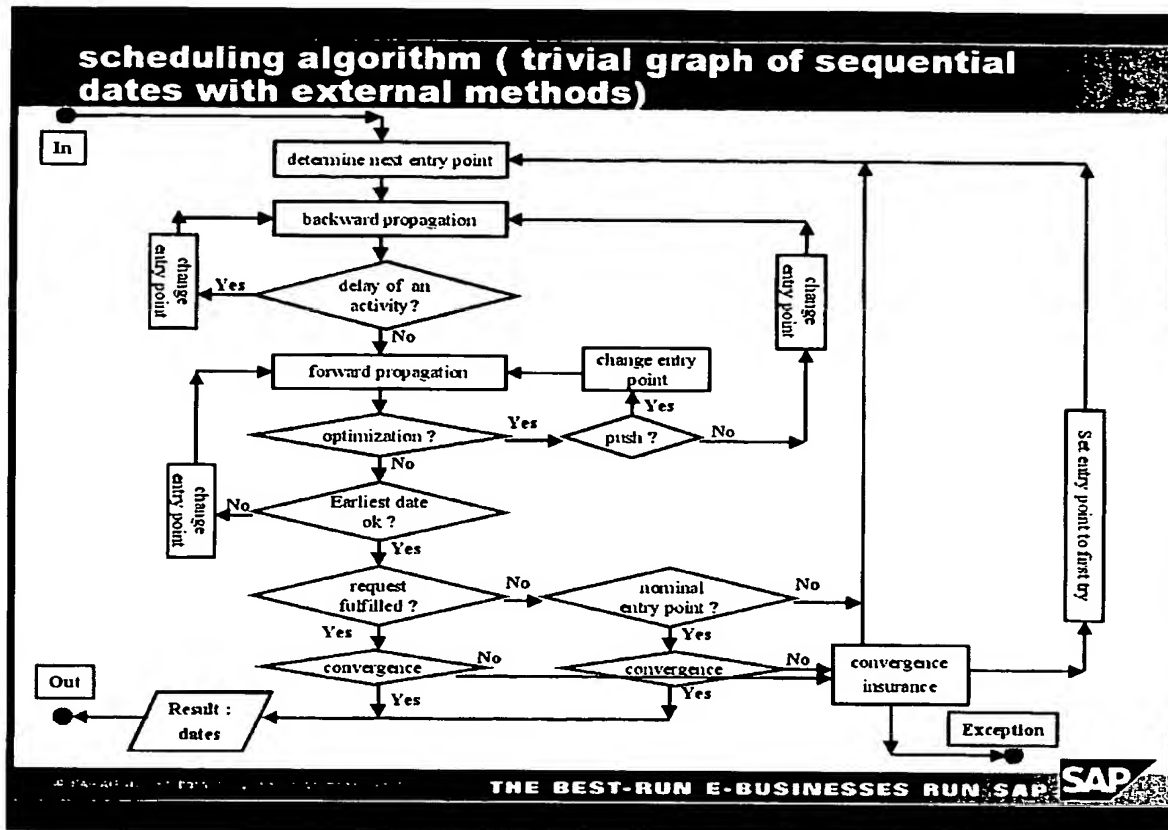 scheduling algorithm ( trivial graph of sequential
dates with external methods)
In
determine next entry point
backward propagation
change
entry point
Yes
delay of an
activity ?
change
entry point
No
forward propagation
change entry
point
Yes
optimization ?
Yes
push ?
No
No
change
entry point
No
Earliest date
ok ?
Set entry point to first try
Yes
request
fulfilled ?
No
nominal
entry point ?
No
Yes
Yes
convergence
No
convergence
No
convergence
insurance
Out
Yes
Yes
Result :
dates
Exception
THE BEST-RUN E-BUSINESSES RUN SAP
SAP